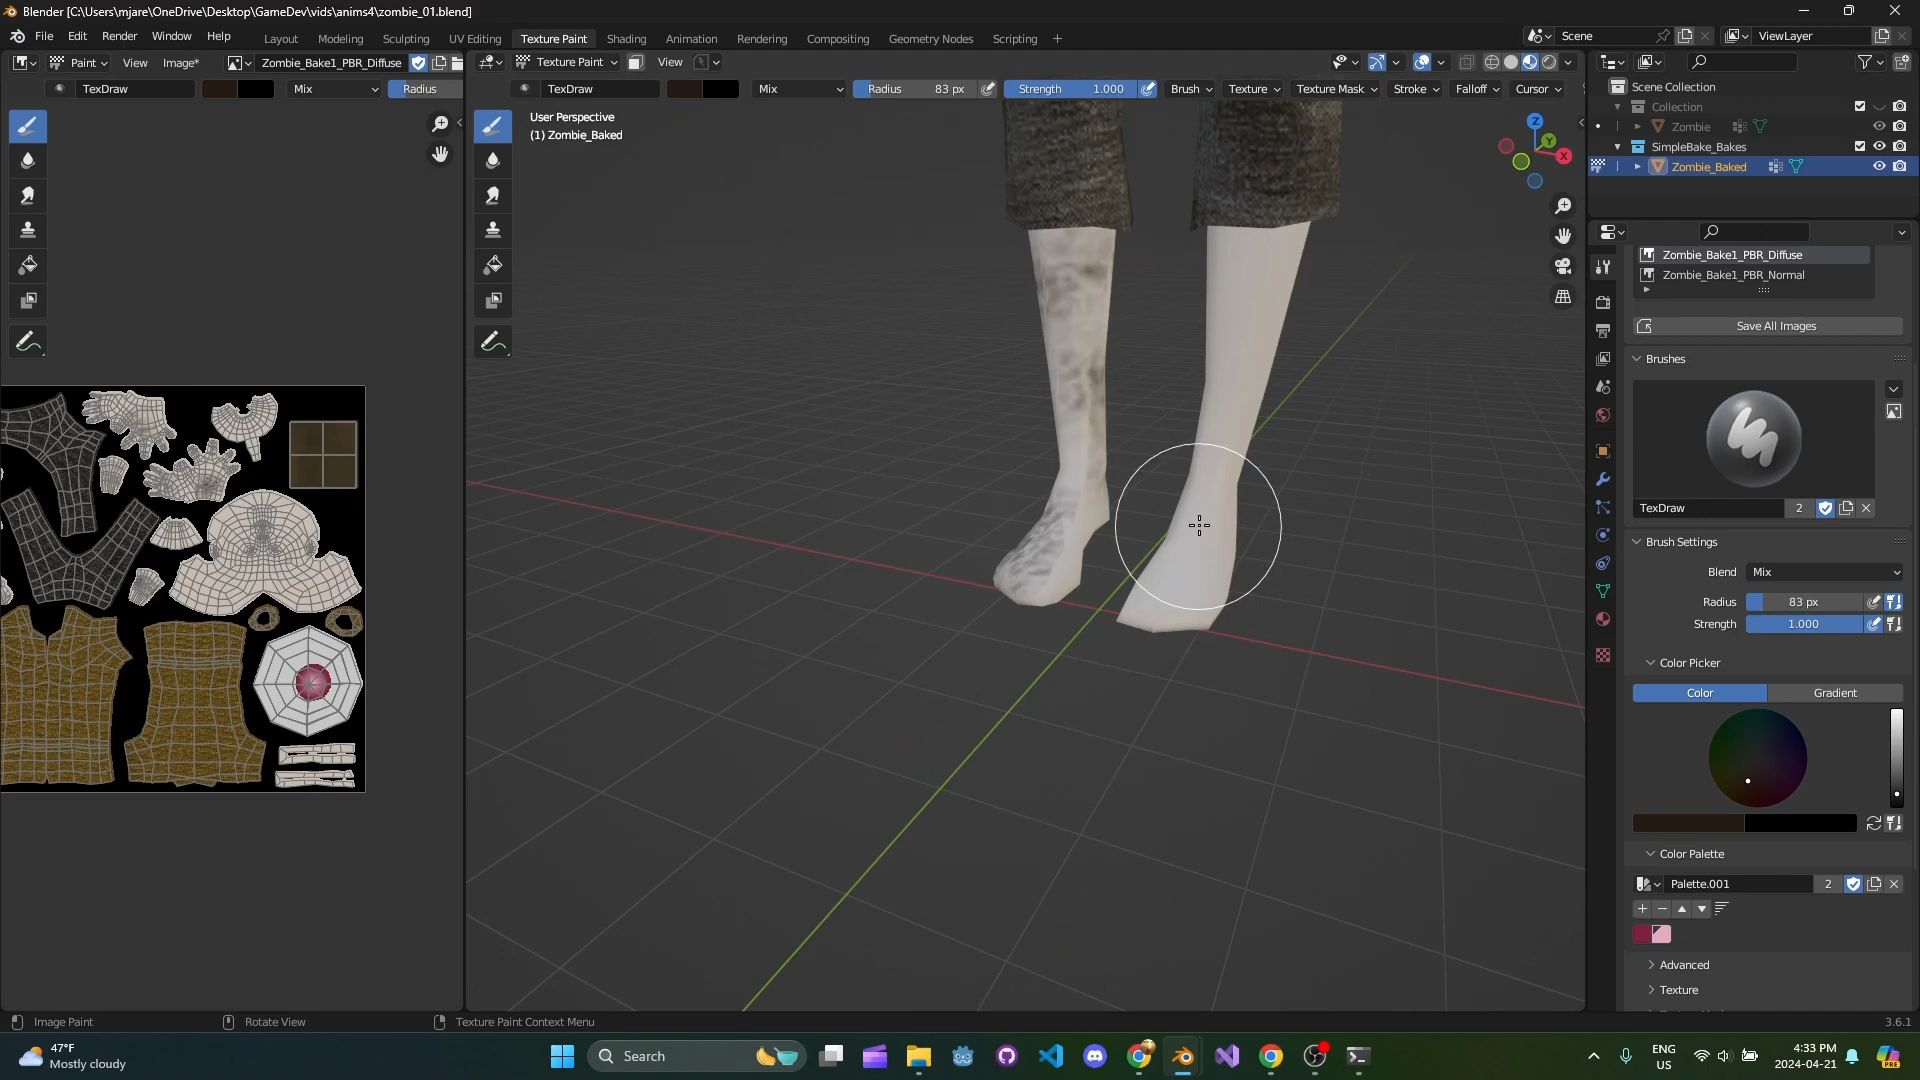 Blender [C:\Users\mjare\OneDrive\Desktop\GameDev\vids\anims4\zombie_01.blend]
File Edit Render Window Help Layout Modeling Sculpting UV Editing Texture Paint Shading Animation Rendering Compositing Geometry Nodes Scripting + Scene ViewLayer
Paint View Image* Zombie_Bake1_PBR_Diffuse Texture Paint View
TexDraw Mix Radius TexDraw Mix Radius 83 px Strength 1.000 Brush Texture Texture Mask Stroke Falloff Cursor
User Perspective
(1) Zombie_Baked
Z
Y
X
Scene Collection
Collection
Zombie
SimpleBake_Bakes
Zombie_Baked
Zombie_Bake1_PBR_Diffuse
Zombie_Bake1_PBR_Normal
Save All Images
Brushes
TexDraw 2
Brush Settings
Blend Mix
Radius 83 px
Strength 1.000
Color Picker
Color Gradient
Color Palette
Palette.001 2
Advanced
Texture
Image Paint Rotate View Texture Paint Context Menu 3.6.1
47°F
Mostly cloudy
Search
ENG
US
4:33 PM
2024-04-21
PRE